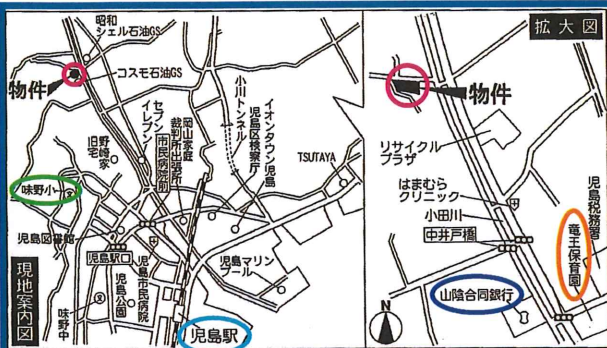 昭和
シェル石油GS
コスモ石油GS
物件
野﨑家
旧宅
味野小
セブン
イレブン
市民病院前
岡山家庭
裁判所出張所
小川トンネル
児島区検察庁
イオンタウン児島
TSUTAYA
児島図書館
児島駅
児島市民病院
児島公園
味野中
児島マリン
プール
児島駅
現地案内図
拡大図
物件
リサイクル
プラザ
はまむら
クリニック
小田川
中井戸橋
児島税務署
竜王保育園
山陰合同銀行
N